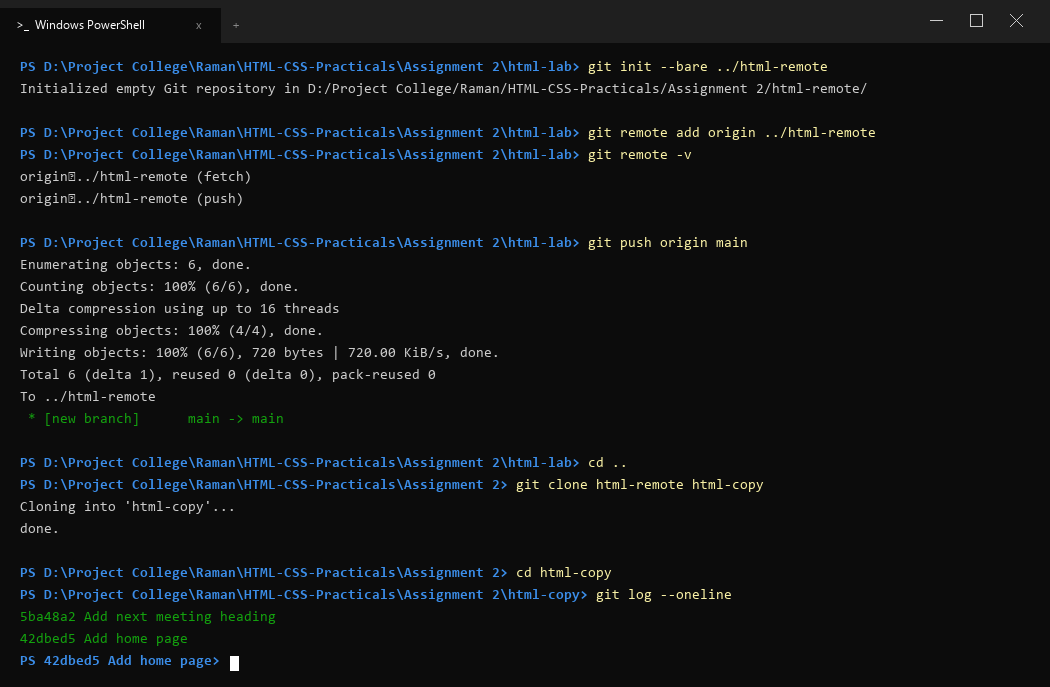 >_ Windows PowerShell x +
PS D:\Project College\Raman\HTML-CSS-Practicals\Assignment 2\html-lab> git init --bare ../html-remote
Initialized empty Git repository in D:/Project College/Raman/HTML-CSS-Practicals/Assignment 2/html-remote/
PS D:\Project College\Raman\HTML-CSS-Practicals\Assignment 2\html-lab> git remote add origin ../html-remote
PS D:\Project College\Raman\HTML-CSS-Practicals\Assignment 2\html-lab> git remote -v
origin../html-remote (fetch)
origin../html-remote (push)
PS D:\Project College\Raman\HTML-CSS-Practicals\Assignment 2\html-lab> git push origin main
Enumerating objects: 6, done.
Counting objects: 100% (6/6), done.
Delta compression using up to 16 threads
Compressing objects: 100% (4/4), done.
Writing objects: 100% (6/6), 720 bytes | 720.00 KiB/s, done.
Total 6 (delta 1), reused 0 (delta 0), pack-reused 0
To ../html-remote
* [new branch]      main -> main
PS D:\Project College\Raman\HTML-CSS-Practicals\Assignment 2\html-lab> cd ..
PS D:\Project College\Raman\HTML-CSS-Practicals\Assignment 2> git clone html-remote html-copy
Cloning into 'html-copy'...
done.
PS D:\Project College\Raman\HTML-CSS-Practicals\Assignment 2> cd html-copy
PS D:\Project College\Raman\HTML-CSS-Practicals\Assignment 2\html-copy> git log --oneline
5ba48a2 Add next meeting heading
42dbed5 Add home page
PS 42dbed5 Add home page>